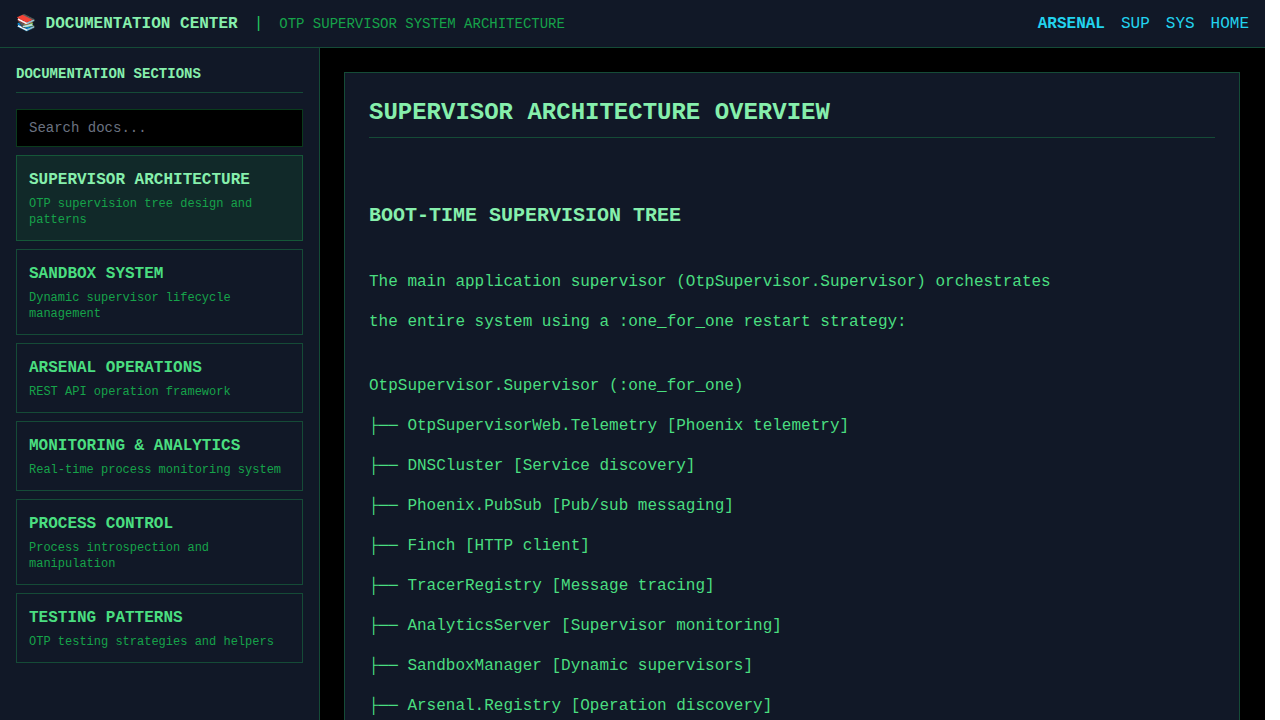 📚 DOCUMENTATION CENTER | OTP SUPERVISOR SYSTEM ARCHITECTURE
ARSENAL SUP SYS HOME
DOCUMENTATION SECTIONS
Search docs...
SUPERVISOR ARCHITECTURE
OTP supervision tree design and
patterns
SANDBOX SYSTEM
Dynamic supervisor lifecycle
management
ARSENAL OPERATIONS
REST API operation framework
MONITORING & ANALYTICS
Real-time process monitoring system
PROCESS CONTROL
Process introspection and
manipulation
TESTING PATTERNS
OTP testing strategies and helpers
SUPERVISOR ARCHITECTURE OVERVIEW
BOOT-TIME SUPERVISION TREE
The main application supervisor (OtpSupervisor.Supervisor) orchestrates
the entire system using a :one_for_one restart strategy:
OtpSupervisor.Supervisor (:one_for_one)
├── OtpSupervisorWeb.Telemetry [Phoenix telemetry]
├── DNSCluster [Service discovery]
├── Phoenix.PubSub [Pub/sub messaging]
├── Finch [HTTP client]
├── TracerRegistry [Message tracing]
├── AnalyticsServer [Supervisor monitoring]
├── SandboxManager [Dynamic supervisors]
├── Arsenal.Registry [Operation discovery]